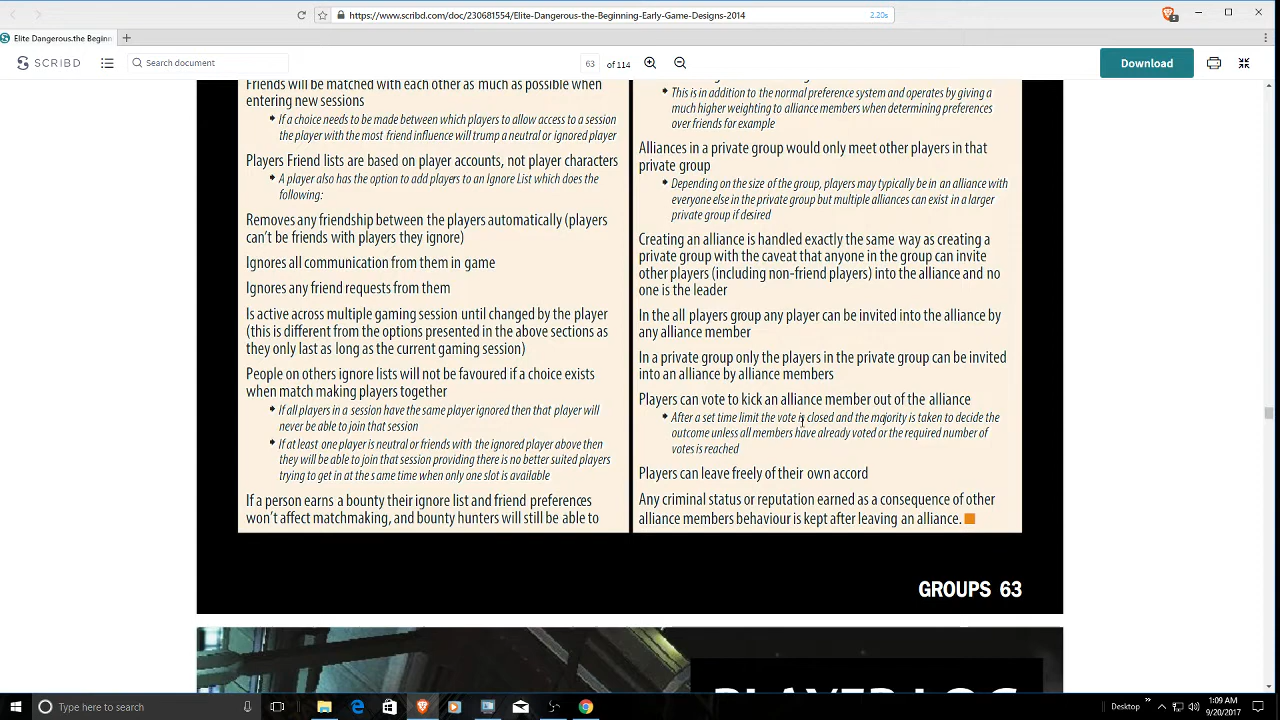 https://www.scribd.com/doc/230681554/Elite-Dangerous-the-Beginning-Early-Game-Designs-2014
2.20s
Elite Dangerous.the Beginn
SCRIBD
Search document
63
of 114
Download
Friends will be matched with each other as much as possible when
entering new sessions
If a choice needs to be made between which players to allow access to a session
the player with the most friend influence will trump a neutral or ignored player
Players Friend lists are based on player accounts, not player characters
A player also has the option to add players to an Ignore List which does the
following:
Removes any friendship between the players automatically (players
can't be friends with players they ignore)
Ignores all communication from them in game
Ignores any friend requests from them
Is active across multiple gaming session until changed by the player
(this is different from the options presented in the above sections as
they only last as long as the current gaming session)
People on others ignore lists will not be favoured if a choice exists
when match making players together
If all players in a session have the same player ignored then that player will
never be able to join that session
If at least one player is neutral or friends with the ignored player above then
they will be able to join that session providing there is no better suited players
trying to get in at the same time when only one slot is available
If a person earns a bounty their ignore list and friend preferences
won't affect matchmaking, and bounty hunters will still be able to
This is in addition to the normal preference system and operates by giving a
much higher weighting to alliance members when determining preferences
over friends for example
Alliances in a private group would only meet other players in that
private group
Depending on the size of the group, players may typically be in an alliance with
everyone else in the private group but multiple alliances can exist in a larger
private group if desired
Creating an alliance is handled exactly the same way as creating a
private group with the caveat that anyone in the group can invite
other players (including non-friend players) into the alliance and no
one is the leader
In the all players group any player can be invited into the alliance by
any alliance member
In a private group only the players in the private group can be invited
into an alliance by alliance members
Players can vote to kick an alliance member out of the alliance
After a set time limit the vote is closed and the majority is taken to decide the
outcome unless all members have already voted or the required number of
votes is reached
Players can leave freely of their own accord
Any criminal status or reputation earned as a consequence of other
alliance members behaviour is kept after leaving an alliance.
GROUPS 63
PLAYER LOG
Type here to search
Desktop
1:09 AM
9/20/2017